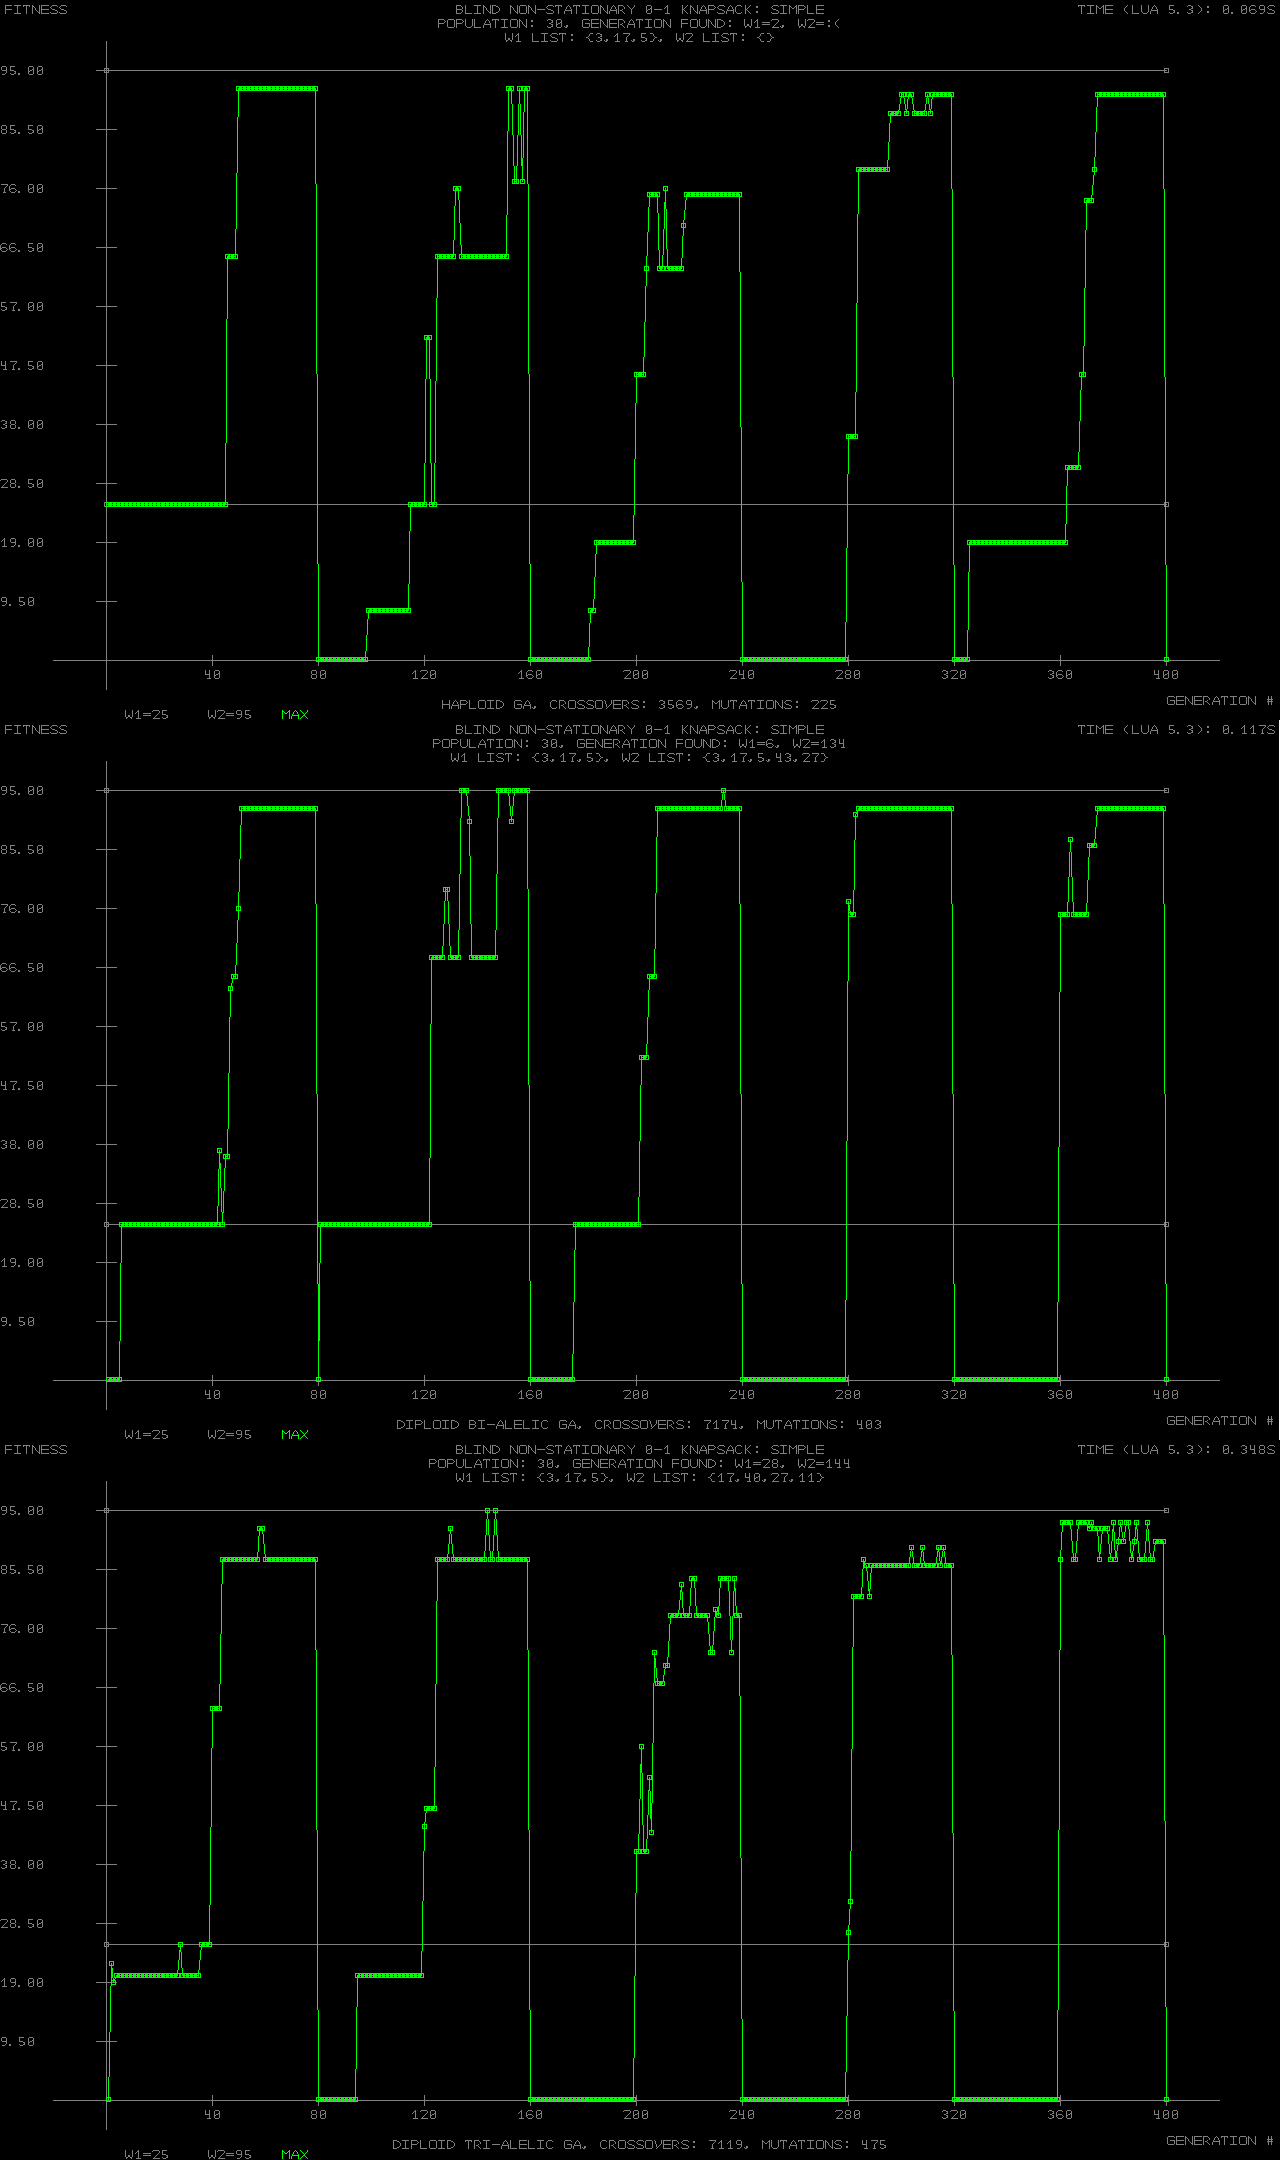 FITNESS BLIND NON-STATIONARY 0-1 KNAPSACK: SIMPLE TIME (LUA 5.3): 0.069S
POPULATION: 30, GENERATION FOUND: W1=2, W2=:(
W1 LIST: {3,17,5}, W2 LIST: {}
95.00
85.50
76.00
66.50
57.00
47.50
38.00
28.50
19.00
9.50
40 80 120 160 200 240 280 320 360 400
HAPLOID GA, CROSSOVERS: 3569, MUTATIONS: 225 GENERATION #
W1=25 W2=95 MAX
FITNESS BLIND NON-STATIONARY 0-1 KNAPSACK: SIMPLE TIME (LUA 5.3): 0.117S
POPULATION: 30, GENERATION FOUND: W1=6, W2=134
W1 LIST: {3,17,5}, W2 LIST: {3,17,5,43,27}
95.00
85.50
76.00
66.50
57.00
47.50
38.00
28.50
19.00
9.50
40 80 120 160 200 240 280 320 360 400
DIPLOID BI-ALELIC GA, CROSSOVERS: 7174, MUTATIONS: 403 GENERATION #
W1=25 W2=95 MAX
FITNESS BLIND NON-STATIONARY 0-1 KNAPSACK: SIMPLE TIME (LUA 5.3): 0.348S
POPULATION: 30, GENERATION FOUND: W1=28, W2=144
W1 LIST: {3,17,5}, W2 LIST: {17,40,27,11}
95.00
85.50
76.00
66.50
57.00
47.50
38.00
28.50
19.00
9.50
40 80 120 160 200 240 280 320 360 400
DIPLOID TRI-ALELIC GA, CROSSOVERS: 7119, MUTATIONS: 475 GENERATION #
W1=25 W2=95 MAX